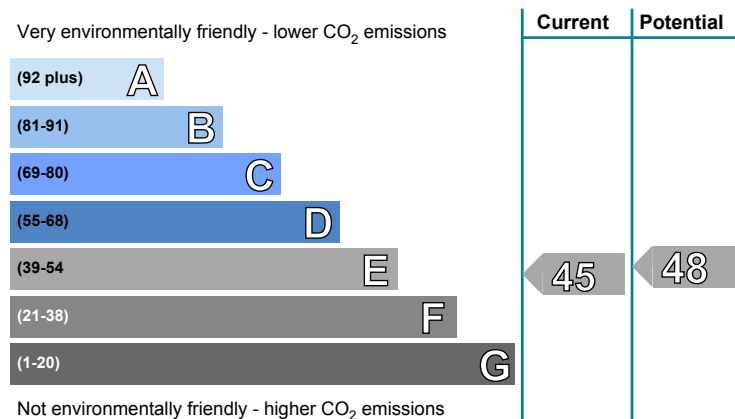 Very environmentally friendly - lower CO₂ emissions
Current
Potential
(92 plus) A
(81-91) B
(69-80) C
(55-68) D
(39-54 E
45
48
(21-38) F
(1-20) G
Not environmentally friendly - higher CO₂ emissions